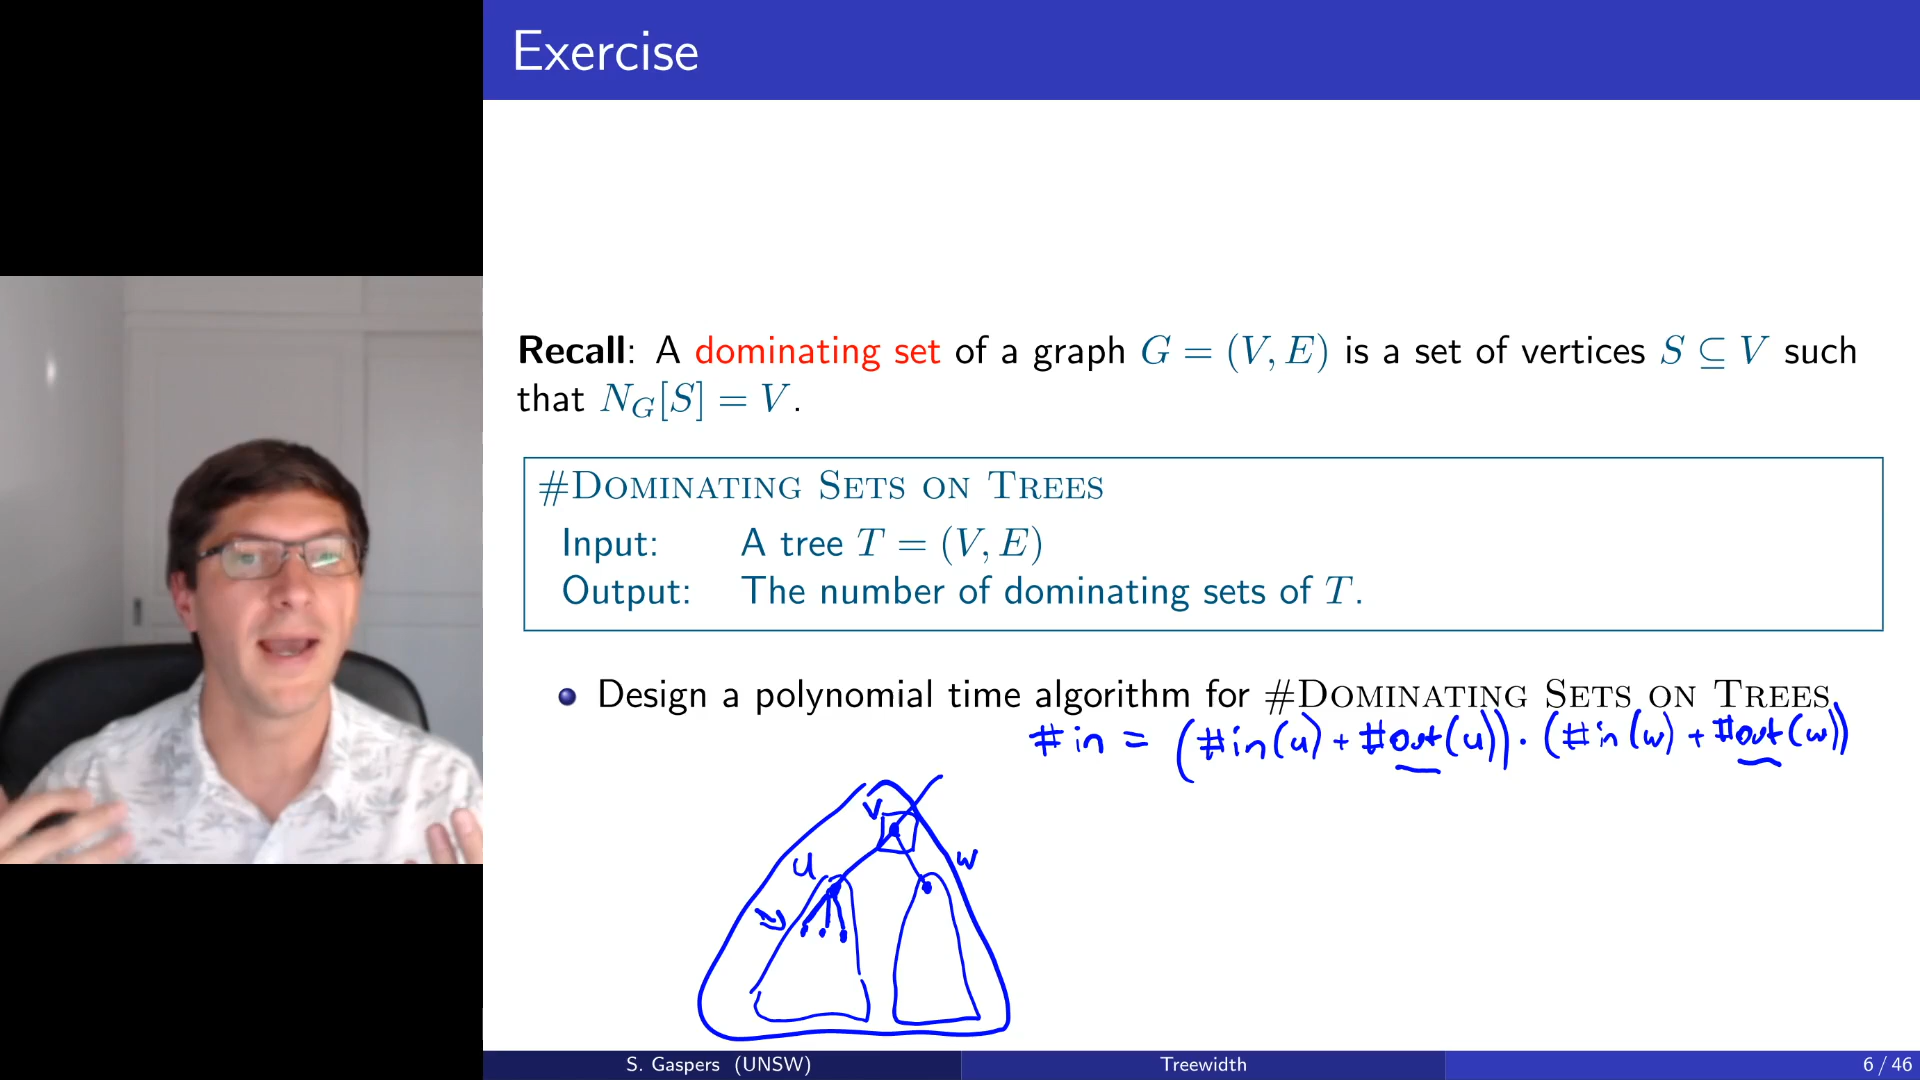 Exercise
Recall: A dominating set of a graph G = (V, E) is a set of vertices S ⊆ V such
that N_G[S] = V.
#Dominating Sets on Trees
Input: A tree T = (V, E)
Output: The number of dominating sets of T.
Design a polynomial time algorithm for #Dominating Sets on Trees.
#in = (#in(u) + #out(u)) · (#in(w) + #out(w))
v
u
w
S. Gaspers (UNSW) Treewidth 6 / 46